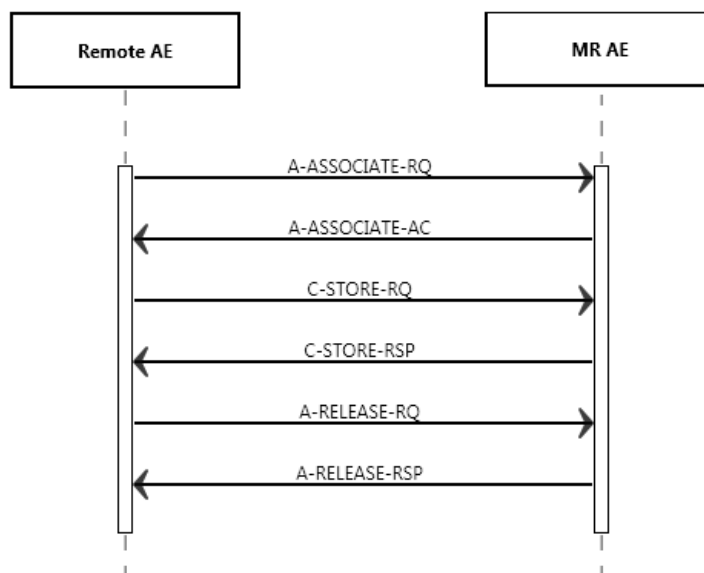 Remote AE
MR AE
A-ASSOCIATE-RQ
A-ASSOCIATE-AC
C-STORE-RQ
C-STORE-RSP
A-RELEASE-RQ
A-RELEASE-RSP